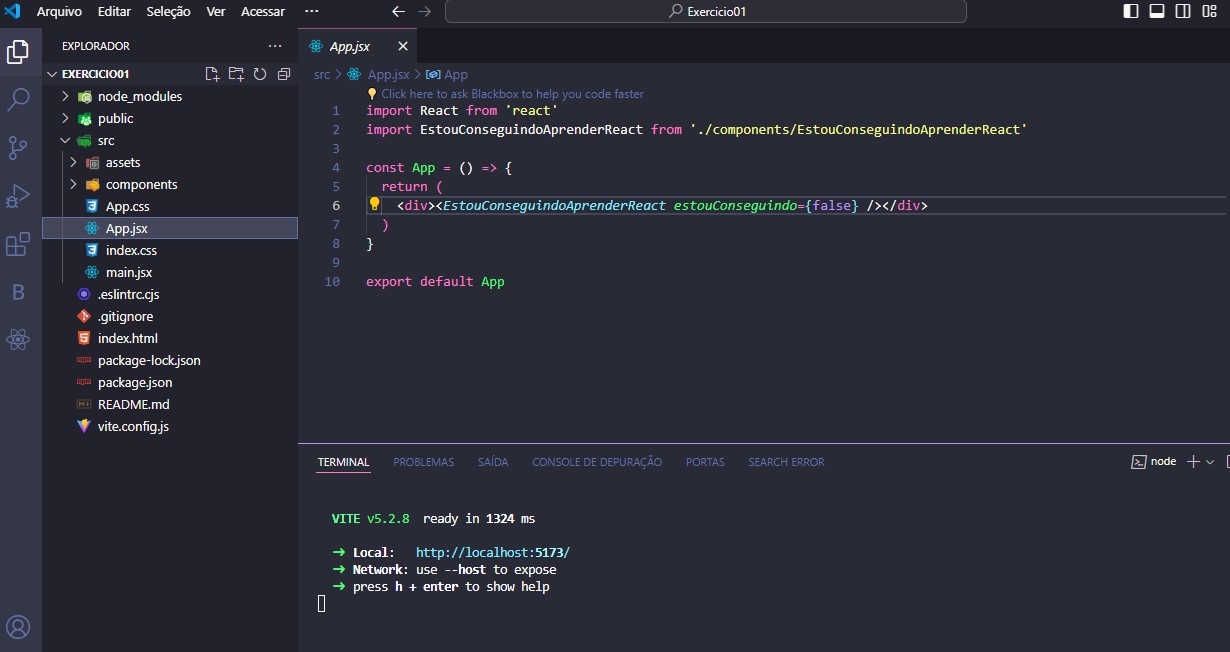 Arquivo Editar Seleção Ver Acessar ··· Exercicio01
EXPLORADOR ···
EXERCICIO01
node_modules
public
src
assets
components
App.css
App.jsx
index.css
main.jsx
.eslintrc.cjs
.gitignore
index.html
package-lock.json
package.json
README.md
vite.config.js
B
App.jsx
src > App.jsx > App
Click here to ask Blackbox to help you code faster
1 import React from 'react'
2 import EstouConseguindoAprenderReact from './components/EstouConseguindoAprenderReact'
3
4 const App = () => {
5 return (
6 <div><EstouConseguindoAprenderReact estouConseguindo={false} /></div>
7 )
8 }
9
10 export default App
TERMINAL PROBLEMAS SAÍDA CONSOLE DE DEPURAÇÃO PORTAS SEARCH ERROR node
VITE v5.2.8 ready in 1324 ms
➜ Local: http://localhost:5173/
➜ Network: use --host to expose
➜ press h + enter to show help